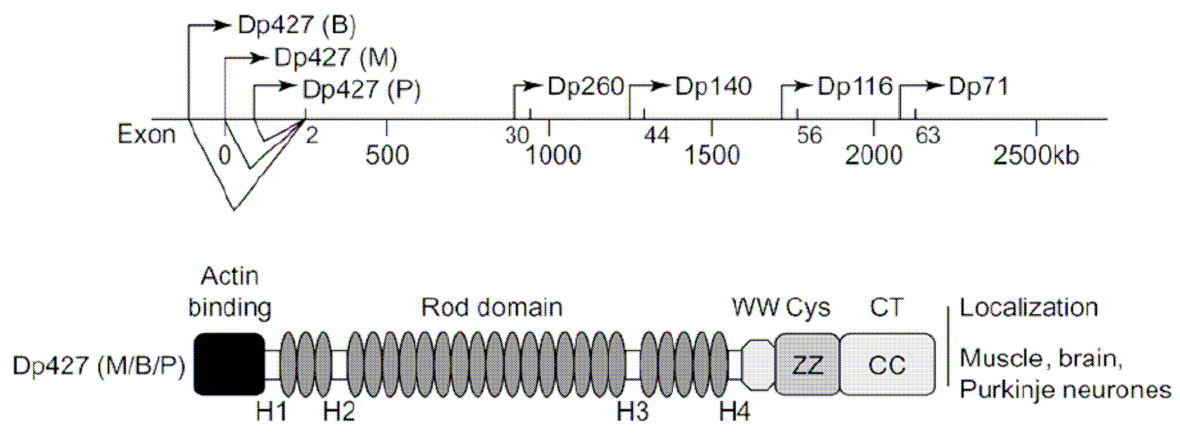 Dp427 (B)
Dp427 (M)
Dp427 (P)
Dp260
Dp140
Dp116
Dp71
Exon
2
30
44
56
63
0
500
1000
1500
2000
2500kb
Actin
binding
Rod domain
WW Cys
CT
Localization
Dp427 (M/B/P)
ZZ
CC
Muscle, brain,
Purkinje neurones
H1
H2
H3
H4